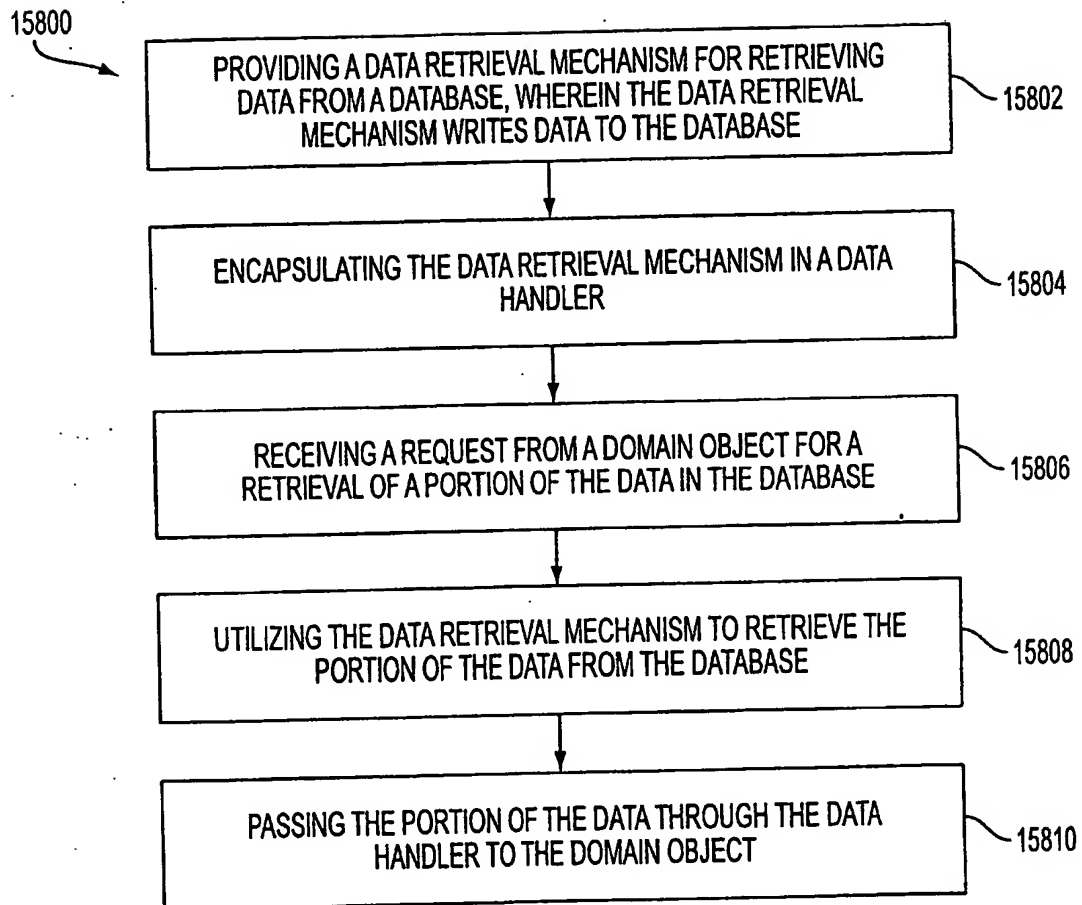 15800
PROVIDING A DATA RETRIEVAL MECHANISM FOR RETRIEVING
DATA FROM A DATABASE, WHEREIN THE DATA RETRIEVAL
MECHANISM WRITES DATA TO THE DATABASE
15802
ENCAPSULATING THE DATA RETRIEVAL MECHANISM IN A DATA
HANDLER
15804
RECEIVING A REQUEST FROM A DOMAIN OBJECT FOR A
RETRIEVAL OF A PORTION OF THE DATA IN THE DATABASE
15806
UTILIZING THE DATA RETRIEVAL MECHANISM TO RETRIEVE THE
PORTION OF THE DATA FROM THE DATABASE
15808
PASSING THE PORTION OF THE DATA THROUGH THE DATA
HANDLER TO THE DOMAIN OBJECT
15810